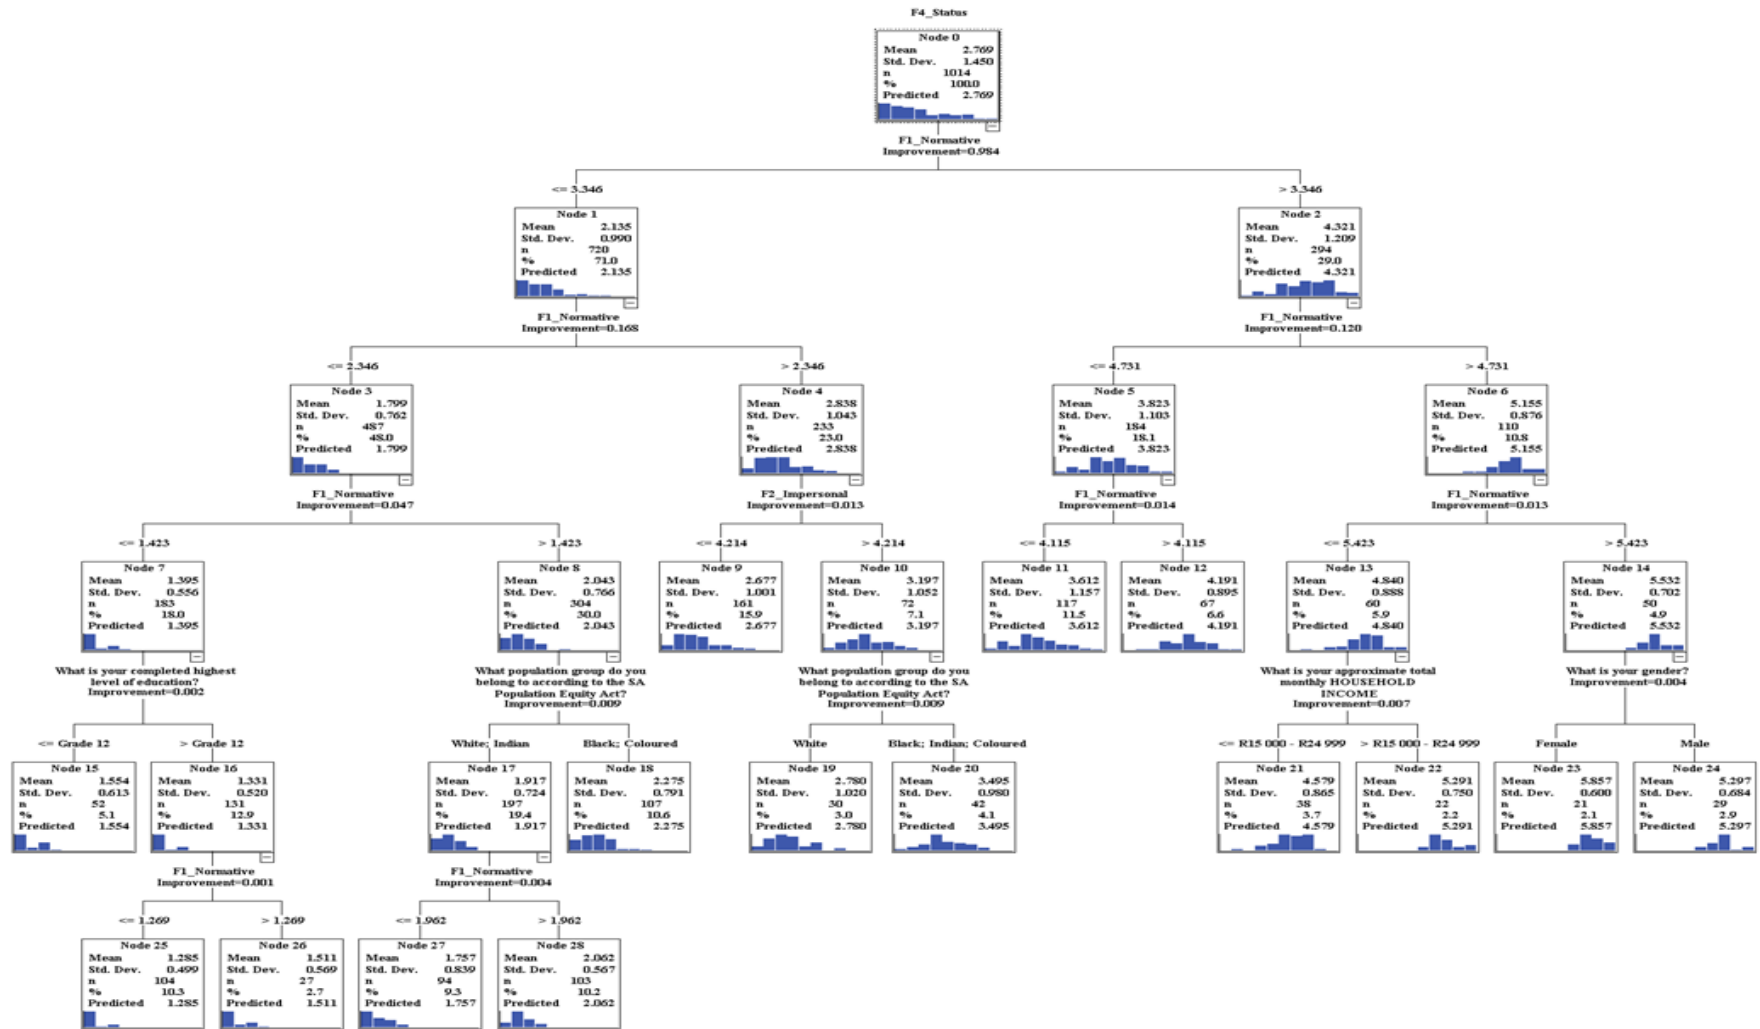 F4_Status
Node 0
Mean 2.769
Std. Dev. 1.450
n 1014
% 100.0
Predicted 2.769
F1_Normative
Improvement=0.984
<= 3.346
> 3.346
Node 1
Mean 2.135
Std. Dev. 0.990
n 720
% 71.0
Predicted 2.135
F1_Normative
Improvement=0.168
Node 2
Mean 4.321
Std. Dev. 1.209
n 294
% 29.0
Predicted 4.321
F1_Normative
Improvement=0.120
<= 2.346
> 2.346
<= 4.731
> 4.731
Node 3
Mean 1.799
Std. Dev. 0.762
n 487
% 48.0
Predicted 1.799
F1_Normative
Improvement=0.047
Node 4
Mean 2.838
Std. Dev. 1.043
n 233
% 23.0
Predicted 2.838
F2_Impersonal
Improvement=0.013
Node 5
Mean 3.823
Std. Dev. 1.103
n 184
% 18.1
Predicted 3.823
F1_Normative
Improvement=0.014
Node 6
Mean 5.155
Std. Dev. 0.876
n 110
% 10.8
Predicted 5.155
F1_Normative
Improvement=0.013
<= 1.423
> 1.423
<= 4.214
> 4.214
<= 4.115
> 4.115
<= 5.423
> 5.423
Node 7
Mean 1.395
Std. Dev. 0.556
n 183
% 18.0
Predicted 1.395
What is your completed highest
level of education?
Improvement=0.002
Node 8
Mean 2.043
Std. Dev. 0.766
n 304
% 30.0
Predicted 2.043
What population group do you
belong to according to the SA
Population Equity Act?
Improvement=0.009
Node 9
Mean 2.677
Std. Dev. 1.001
n 161
% 15.9
Predicted 2.677
Node 10
Mean 3.197
Std. Dev. 1.052
n 72
% 7.1
Predicted 3.197
What population group do you
belong to according to the SA
Population Equity Act?
Improvement=0.009
Node 11
Mean 3.612
Std. Dev. 1.157
n 117
% 11.5
Predicted 3.612
Node 12
Mean 4.191
Std. Dev. 0.895
n 67
% 6.6
Predicted 4.191
Node 13
Mean 4.840
Std. Dev. 0.888
n 60
% 5.9
Predicted 4.840
What is your approximate total
monthly HOUSEHOLD
INCOME
Improvement=0.007
Node 14
Mean 5.532
Std. Dev. 0.702
n 50
% 4.9
Predicted 5.532
What is your gender?
Improvement=0.004
<= Grade 12
> Grade 12
White; Indian
Black; Coloured
White
Black; Indian; Coloured
<= R15 000 - R24 999
> R15 000 - R24 999
Female
Male
Node 15
Mean 1.554
Std. Dev. 0.613
n 52
% 5.1
Predicted 1.554
Node 16
Mean 1.331
Std. Dev. 0.520
n 131
% 12.9
Predicted 1.331
F1_Normative
Improvement=0.001
Node 17
Mean 1.917
Std. Dev. 0.724
n 197
% 19.4
Predicted 1.917
F1_Normative
Improvement=0.004
Node 18
Mean 2.275
Std. Dev. 0.791
n 107
% 10.6
Predicted 2.275
Node 19
Mean 2.780
Std. Dev. 1.020
n 30
% 3.0
Predicted 2.780
Node 20
Mean 3.495
Std. Dev. 0.980
n 42
% 4.1
Predicted 3.495
Node 21
Mean 4.579
Std. Dev. 0.865
n 38
% 3.7
Predicted 4.579
Node 22
Mean 5.291
Std. Dev. 0.750
n 22
% 2.2
Predicted 5.291
Node 23
Mean 5.857
Std. Dev. 0.600
n 21
% 2.1
Predicted 5.857
Node 24
Mean 5.297
Std. Dev. 0.684
n 29
% 2.9
Predicted 5.297
<= 1.269
> 1.269
<= 1.962
> 1.962
Node 25
Mean 1.285
Std. Dev. 0.499
n 104
% 10.3
Predicted 1.285
Node 26
Mean 1.511
Std. Dev. 0.569
n 27
% 2.7
Predicted 1.511
Node 27
Mean 1.757
Std. Dev. 0.839
n 94
% 9.3
Predicted 1.757
Node 28
Mean 2.062
Std. Dev. 0.567
n 103
% 10.2
Predicted 2.062